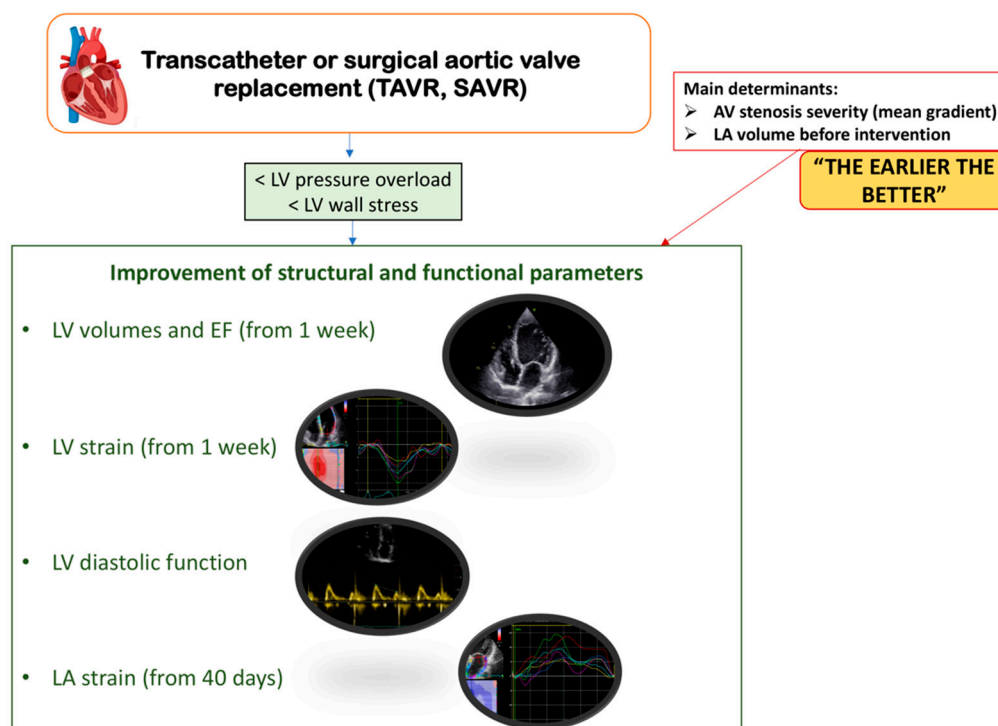 Transcatheter or surgical aortic valve
replacement (TAVR, SAVR)
Main determinants:
➢ AV stenosis severity (mean gradient)
➢ LA volume before intervention
“THE EARLIER THE
BETTER”
< LV pressure overload
< LV wall stress
Improvement of structural and functional parameters
• LV volumes and EF (from 1 week)
• LV strain (from 1 week)
• LV diastolic function
• LA strain (from 40 days)